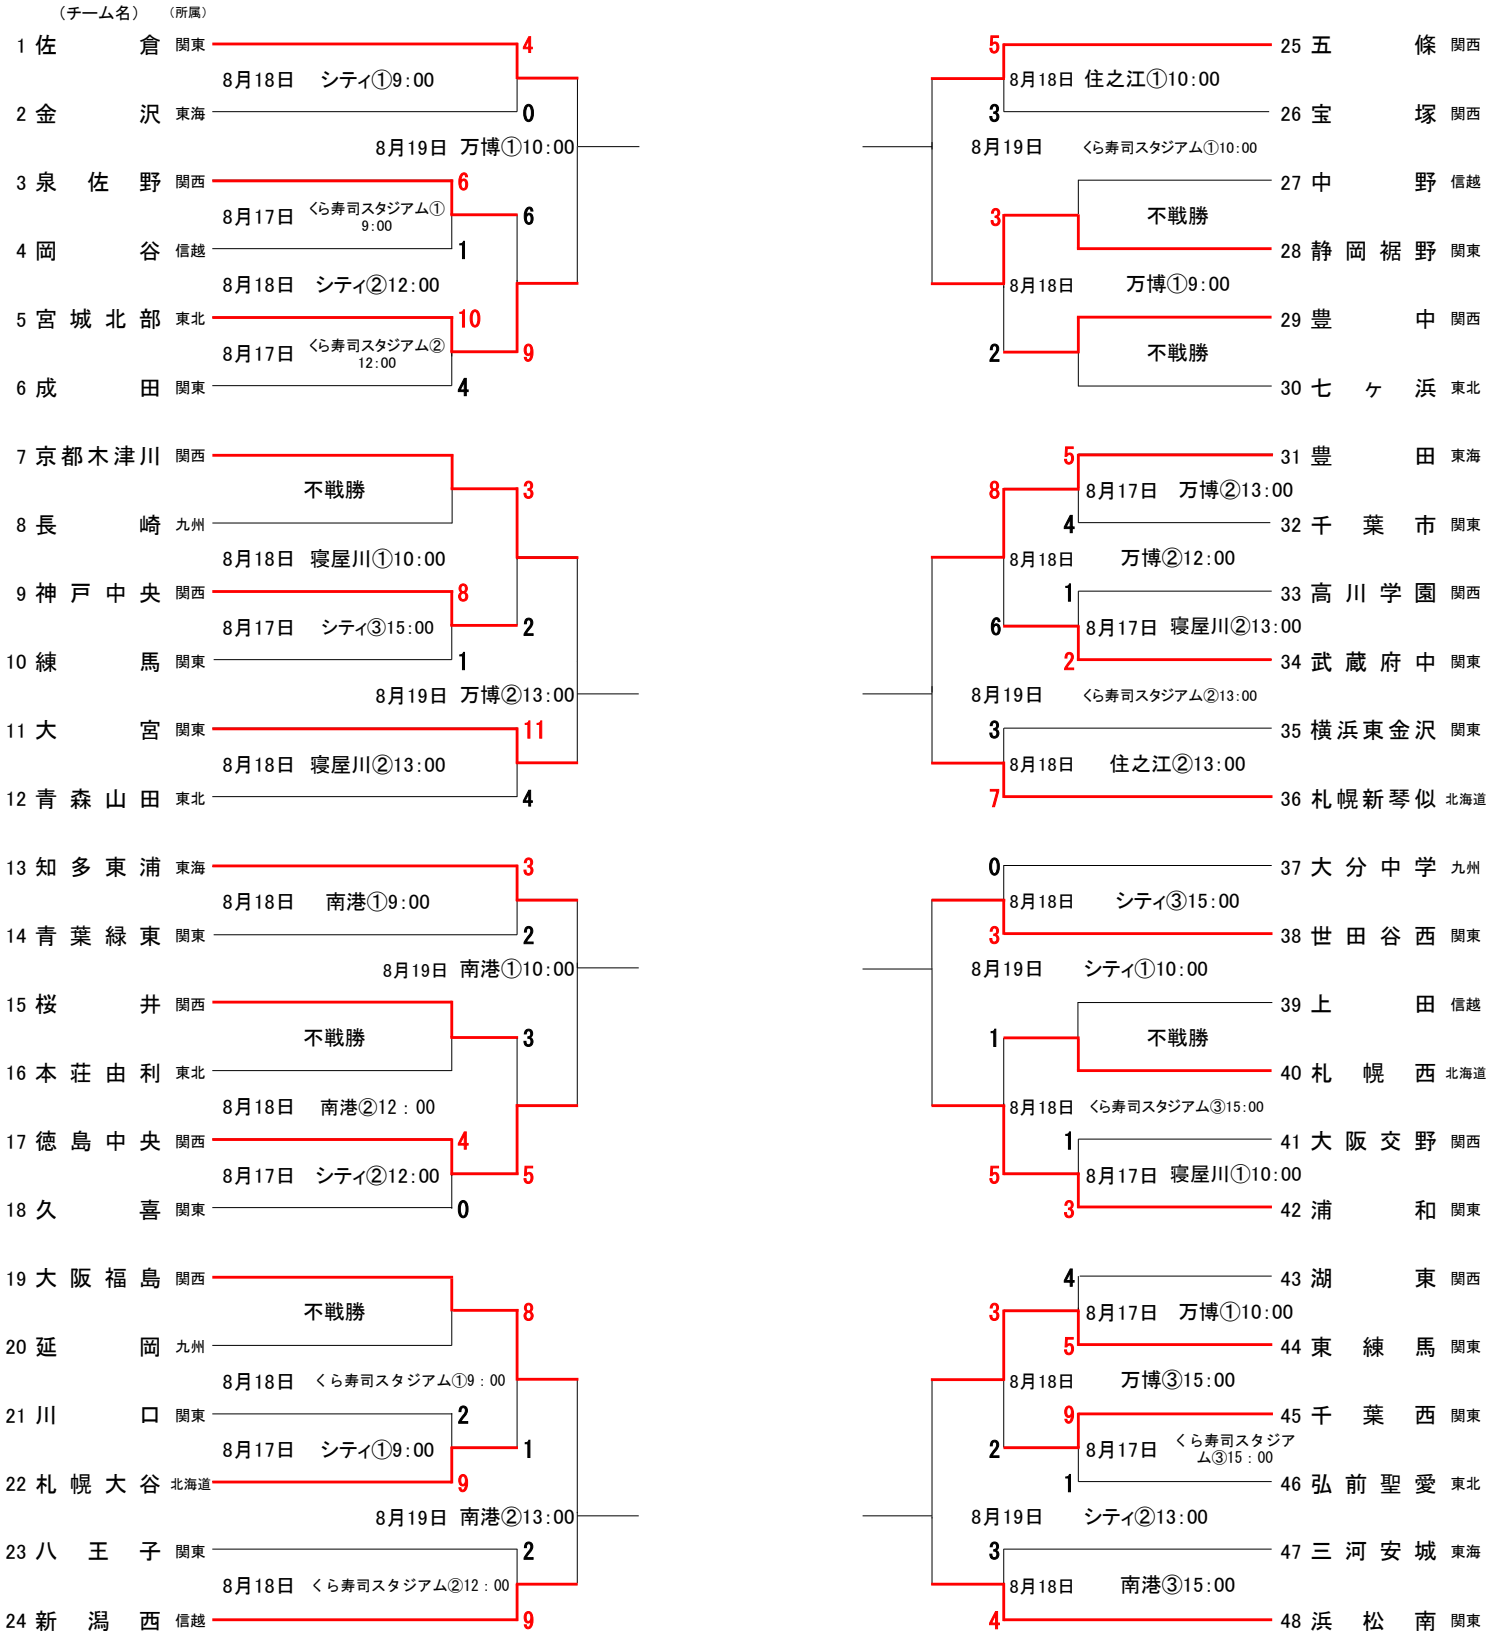 （チーム名） （所属）
1 佐倉 関東 4
8月18日 シティ①9:00
2 金沢 東海 0
8月19日 万博①10:00
3 泉佐野 関西 6
8月17日 くら寿司スタジアム①
9:00
6
4 岡谷 信越 1
8月18日 シティ②12:00
5 宮城北部 東北 10
8月17日 くら寿司スタジアム②
12:00
9
6 成田 関東 4
7 京都木津川 関西
不戦勝 3
8 長崎 九州
8月18日 寝屋川①10:00
9 神戸中央 関西 8
8月17日 シティ③15:00 2
10 練馬 関東 1
8月19日 万博②13:00
11 大宮 関東 11
8月18日 寝屋川②13:00
12 青森山田 東北 4
13 知多東浦 東海 3
8月18日 南港①9:00
14 青葉緑東 関東 2
8月19日 南港①10:00
15 桜井 関西
不戦勝 3
16 本荘由利 東北
8月18日 南港②12：00
17 徳島中央 関西 4
8月17日 シティ②12:00 5
18 久喜 関東 0
19 大阪福島 関西
不戦勝 8
20 延岡 九州
8月18日 くら寿司スタジアム①9：00
21 川口 関東 2
8月17日 シティ①9:00 1
22 札幌大谷 北海道 9
8月19日 南港②13:00
23 八王子 関東 2
8月18日 くら寿司スタジアム②12：00
24 新潟西 信越 9
5 25 五條 関西
8月18日 住之江①10:00
3 26 宝塚 関西
8月19日 くら寿司スタジアム①10:00
27 中野 信越
3 不戦勝
28 静岡裾野 関東
8月18日 万博①9:00
29 豊中 関西
2 不戦勝
30 七ヶ浜 東北
5 31 豊田 東海
8 8月17日 万博②13:00
4 32 千葉市 関東
8月18日 万博②12:00
1 33 高川学園 関西
6 8月17日 寝屋川②13:00
2 34 武蔵府中 関東
8月19日 くら寿司スタジアム②13:00
3 35 横浜東金沢 関東
8月18日 住之江②13:00
7 36 札幌新琴似 北海道
0 37 大分中学 九州
8月18日 シティ③15:00
3 38 世田谷西 関東
8月19日 シティ①10:00
39 上田 信越
1 不戦勝
40 札幌西 北海道
8月18日 くら寿司スタジアム③15:00
1 41 大阪交野 関西
5 8月17日 寝屋川①10:00
3 42 浦和 関東
4 43 湖東 関西
3 8月17日 万博①10:00
5 44 東練馬 関東
8月18日 万博③15:00
9 45 千葉西 関東
2 8月17日 くら寿司スタジア
ム③15：00
1 46 弘前聖愛 東北
8月19日 シティ②13:00
3 47 三河安城 東海
8月18日 南港③15:00
4 48 浜松南 関東